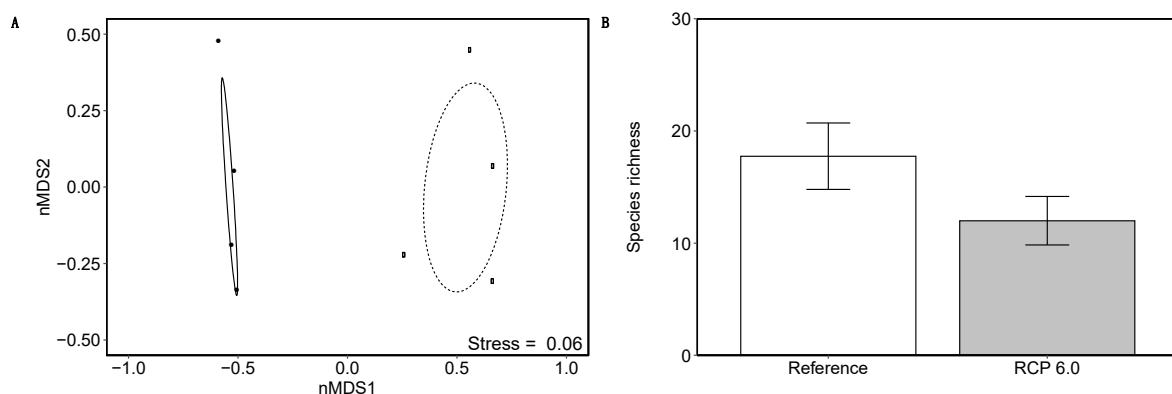 A
nMDS2
0.50
0.25
0.00
−0.25
−0.50
Stress = 0.06
−1.0 −0.5 0.0 0.5 1.0
nMDS1
B
Species richness
30
20
10
0
Reference RCP 6.0